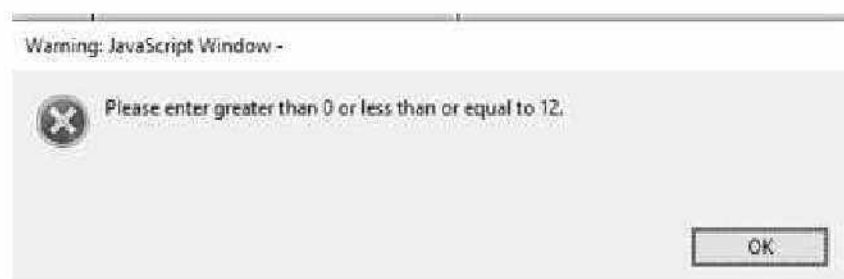 Warning: JavaScript Window -
Please enter greater than 0 or less than or equal to 12.
OK